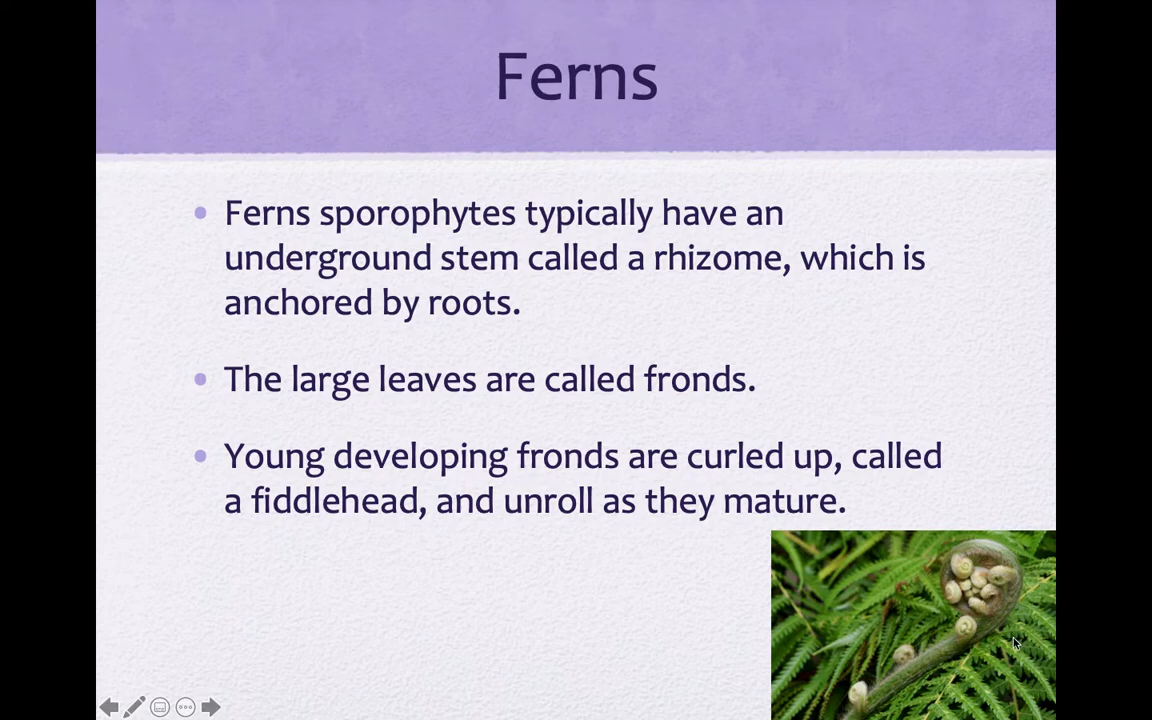 Ferns
• Ferns sporophytes typically have an
underground stem called a rhizome, which is
anchored by roots.
• The large leaves are called fronds.
• Young developing fronds are curled up, called
a fiddlehead, and unroll as they mature.